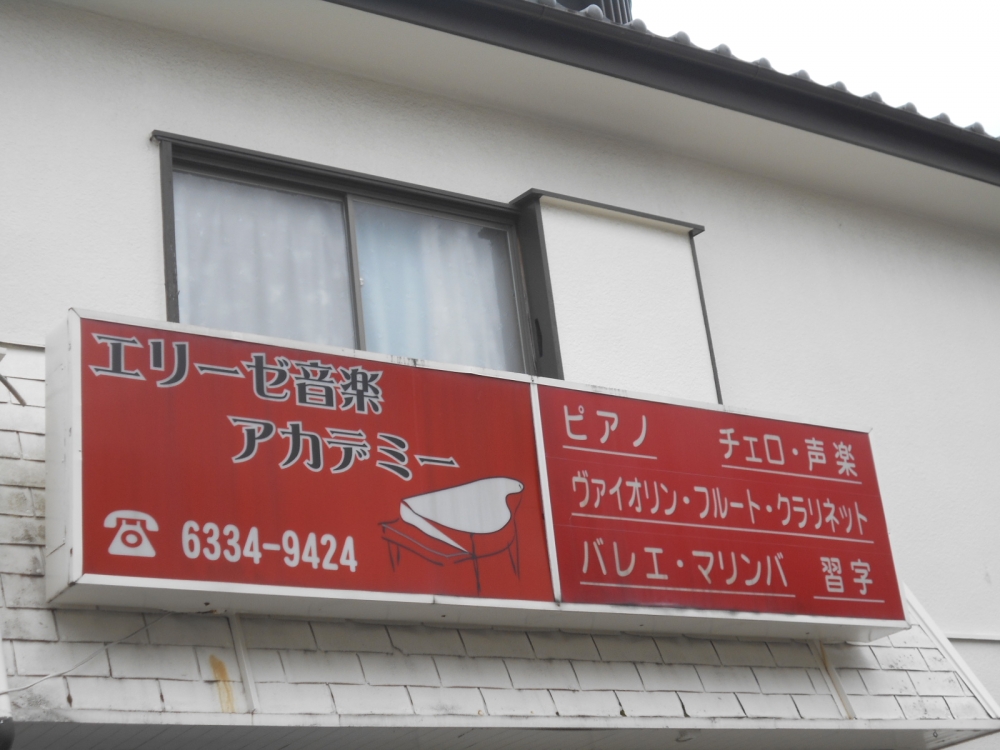 エリーゼ音楽
アカデミー
6334-9424
ピアノ チェロ・声楽
ヴァイオリン・フルート・クラリネット
バレエ・マリンバ 習字